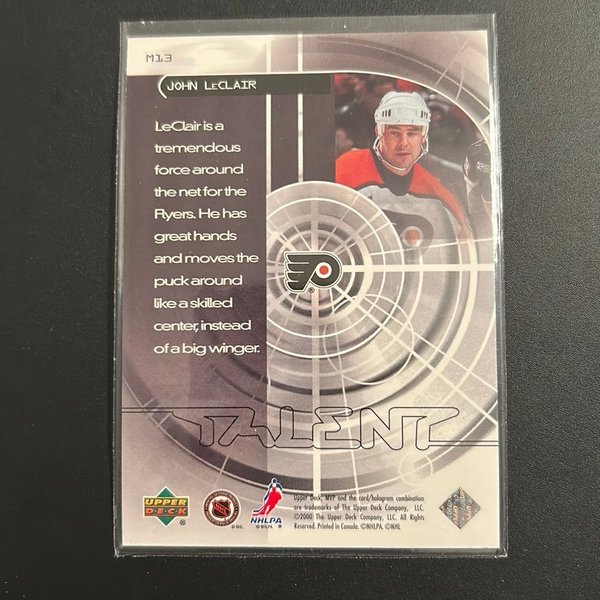 M13
JOHN LeCLAIR
LeClair is a
tremendous
force around
the net for the
Flyers. He has
great hands
and moves the
puck around
like a skilled
center, instead
of a big winger.
TALENT
UPPER
DECK
®
NHL
© NHL
NHLPA
© NHLPA
Upper Deck, MVP and the card/hologram combination
are trademarks of The Upper Deck Company, LLC.
©2000 The Upper Deck Company, LLC. All Rights
Reserved. Printed in Canada. ©NHLPA, ©NHL